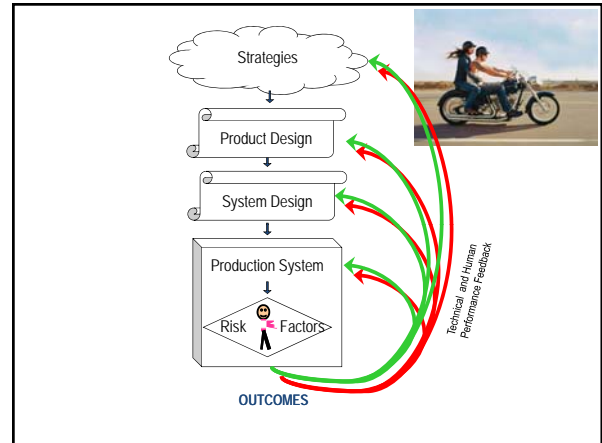 Strategies
Product Design
System Design
Production System
Risk Factors
OUTCOMES
Technical and Human
Performance Feedback